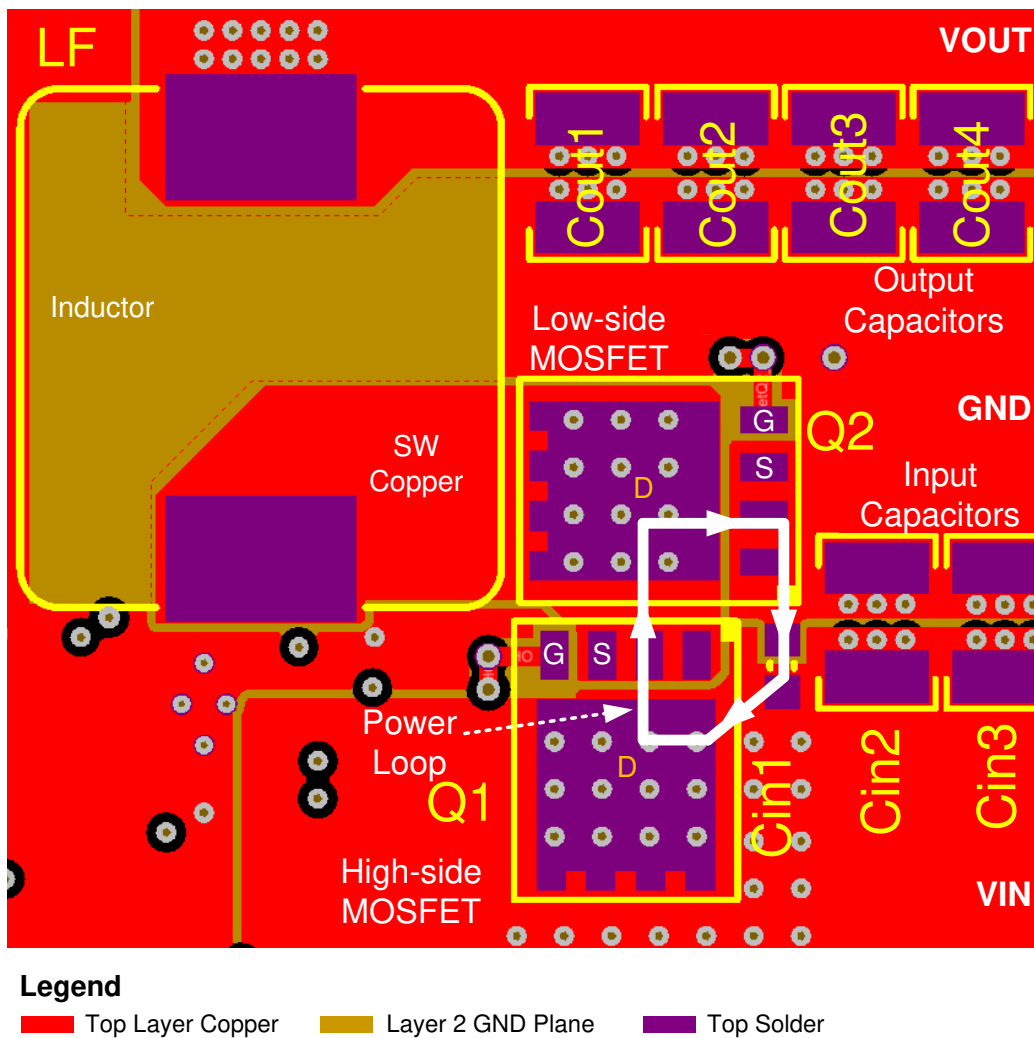 LF
VOUT
Cout1
Cout2
Cout3
Cout4
Inductor
Output
Capacitors
Low-side
MOSFET
GND
G
Q2
SW
Copper
S
D
Input
Capacitors
HO
G
S
Power
Loop
D
Q1
Cin1
Cin2
Cin3
High-side
MOSFET
VIN
Legend
Top Layer Copper
Layer 2 GND Plane
Top Solder